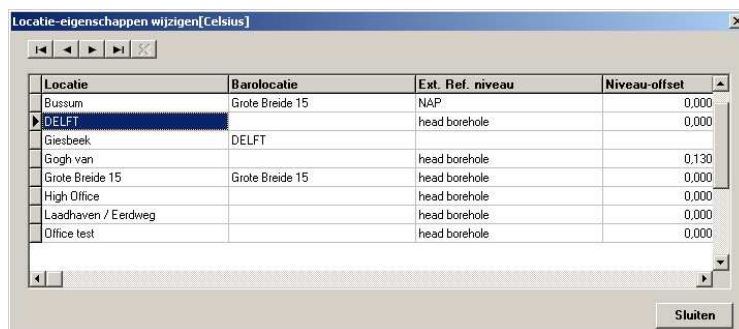 Locatie-eigenschappen wijzigen[Celsius]
Locatie Barolocatie Ext. Ref. niveau Niveau-offset
Bussum Grote Breide 15 NAP 0,000
DELFT head borehole 0,000
Giesbeek DELFT
Gogh van head borehole 0,130
Grote Breide 15 Grote Breide 15 head borehole 0,000
High Office head borehole 0,000
Laadhaven / Eerdweg head borehole 0,000
Office test head borehole 0,000
Sluiten